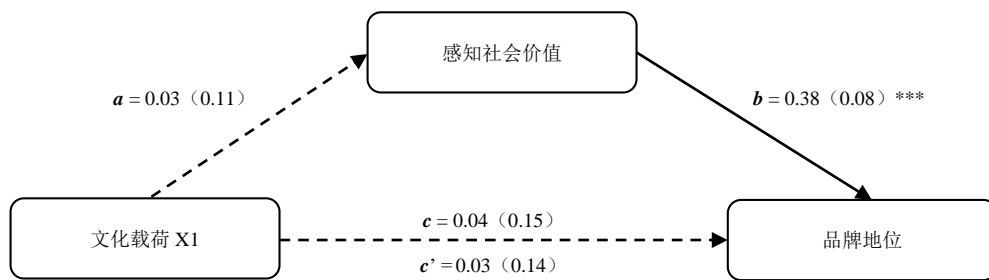 感知社会价值
a = 0.03（0.11）
b = 0.38（0.08）***
文化载荷 X1
c = 0.04（0.15）
c’ = 0.03（0.14）
品牌地位